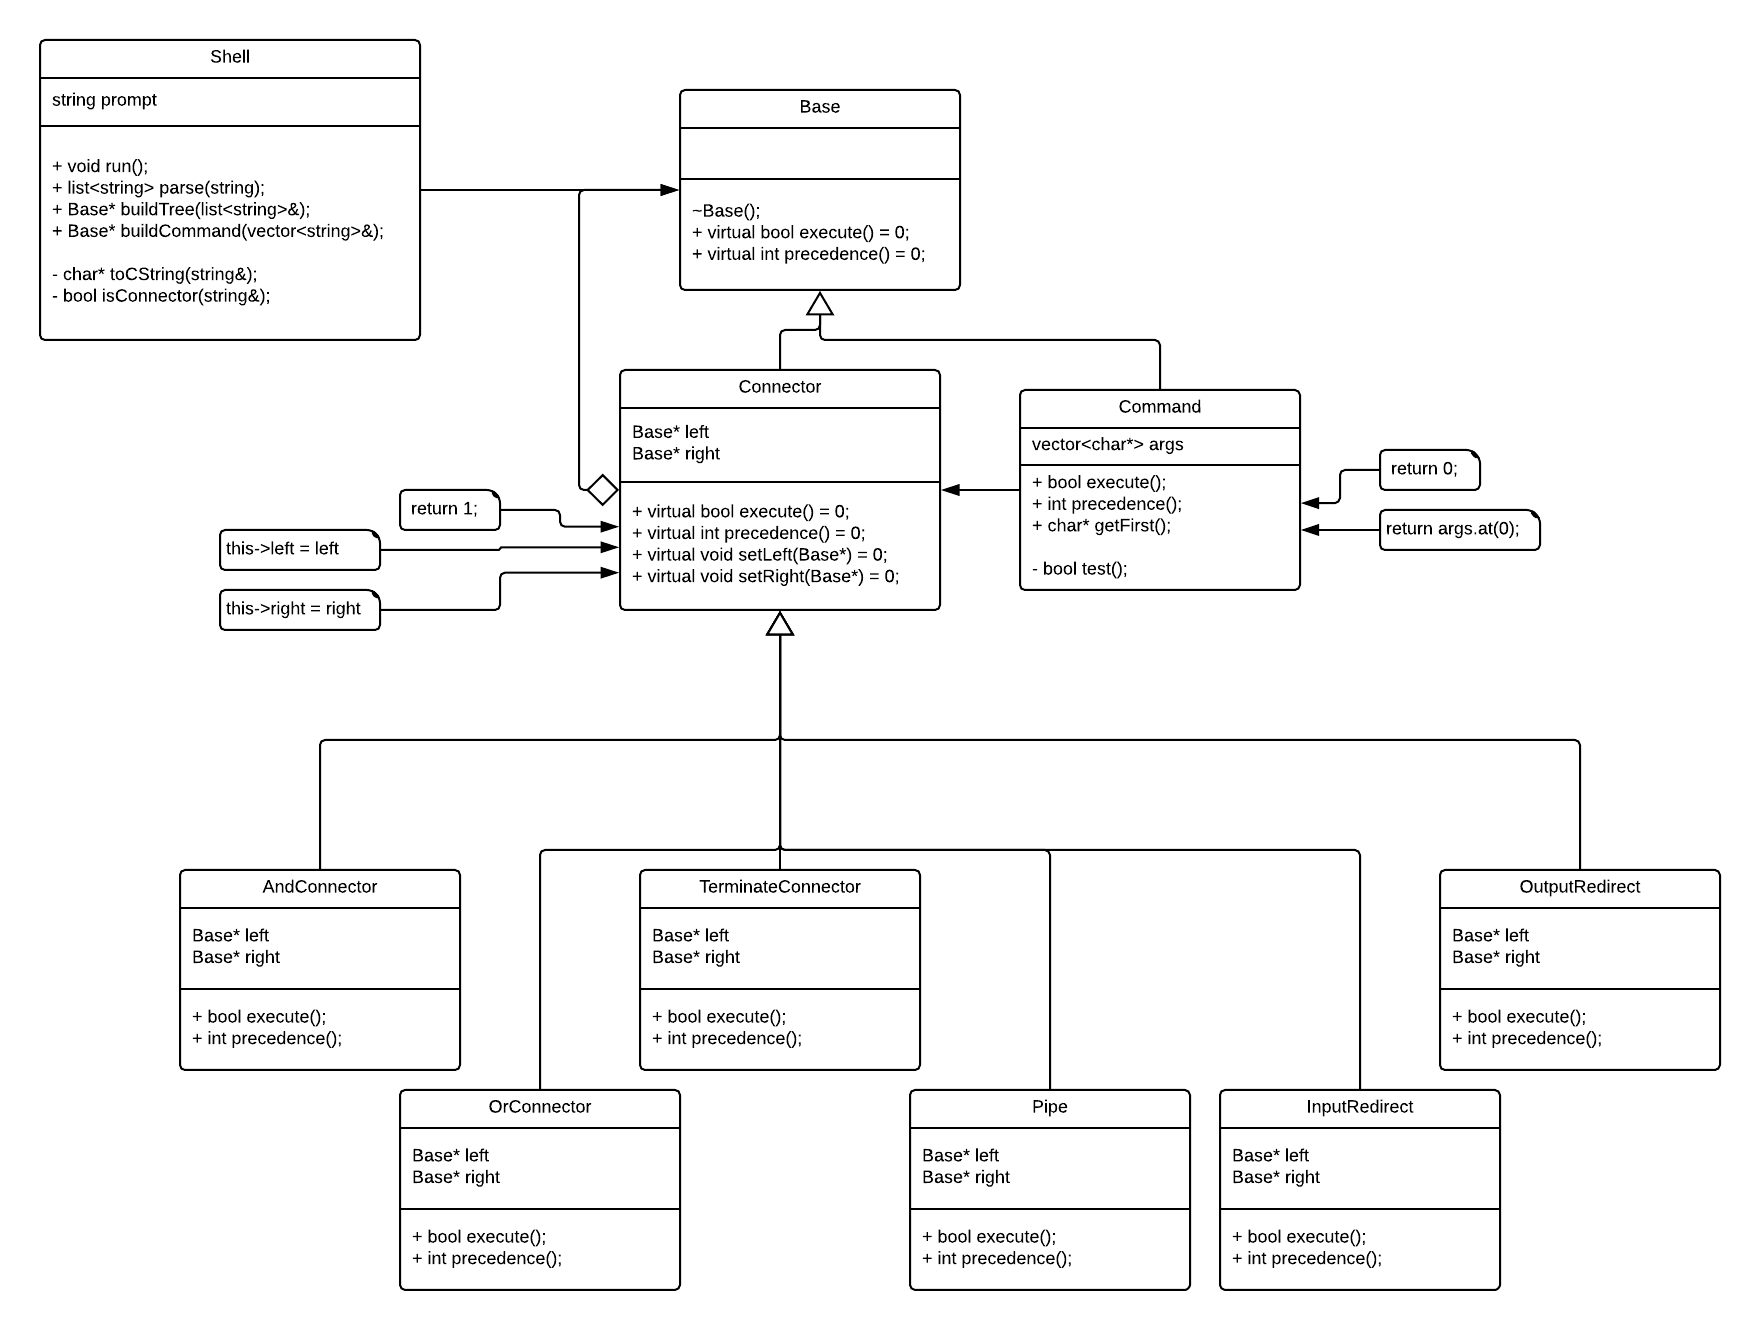 Shell
string prompt
+ void run();
+ list<string> parse(string);
+ Base* buildTree(list<string>&);
+ Base* buildCommand(vector<string>&);
- char* toCString(string&);
- bool isConnector(string&);
Base
~Base();
+ virtual bool execute() = 0;
+ virtual int precedence() = 0;
Connector
Base* left
Base* right
+ virtual bool execute() = 0;
+ virtual int precedence() = 0;
+ virtual void setLeft(Base*) = 0;
+ virtual void setRight(Base*) = 0;
return 1;
this->left = left
this->right = right
Command
vector<char*> args
+ bool execute();
+ int precedence();
+ char* getFirst();
- bool test();
return 0;
return args.at(0);
AndConnector
Base* left
Base* right
+ bool execute();
+ int precedence();
TerminateConnector
Base* left
Base* right
+ bool execute();
+ int precedence();
OutputRedirect
Base* left
Base* right
+ bool execute();
+ int precedence();
OrConnector
Base* left
Base* right
+ bool execute();
+ int precedence();
Pipe
Base* left
Base* right
+ bool execute();
+ int precedence();
InputRedirect
Base* left
Base* right
+ bool execute();
+ int precedence();